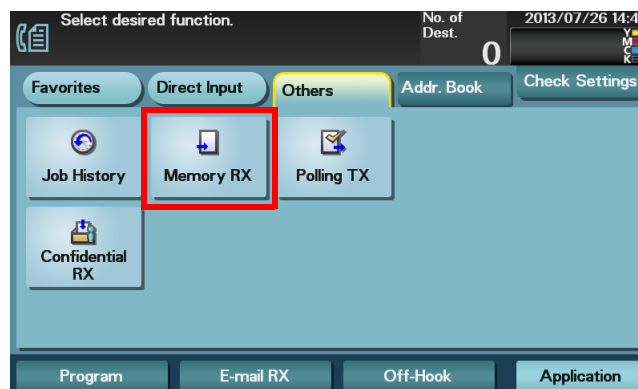 Select desired function.
No. of
Dest.
0
2013/07/26 14:4
Y
M
C
K
Favorites
Direct Input
Others
Addr. Book
Check Settings
Job History
Memory RX
Polling TX
Confidential
RX
Program
E-mail RX
Off-Hook
Application